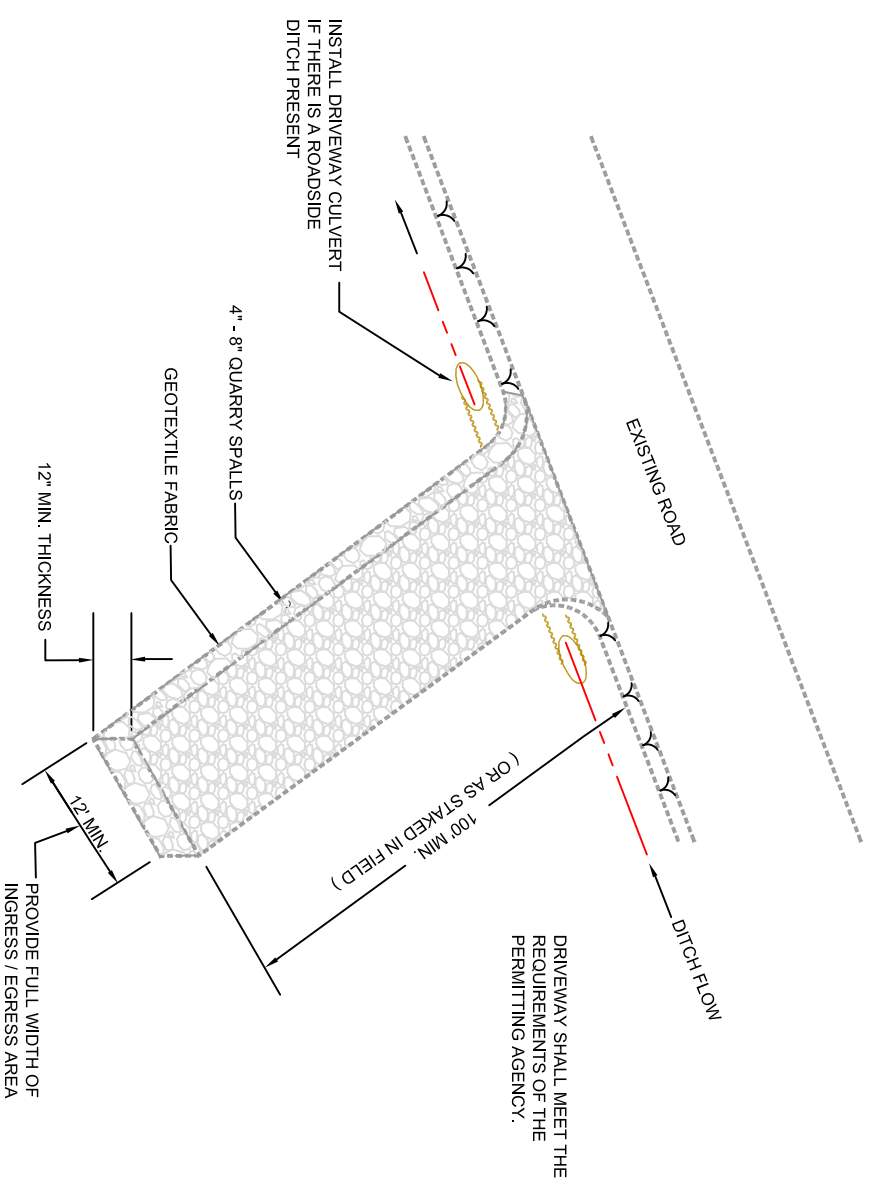 INSTALL DRIVEWAY CULVERT
IF THERE IS A ROADSIDE
DITCH PRESENT
4" - 8" QUARRY SPALLS
GEOTEXTILE FABRIC
12" MIN. THICKNESS
EXISTING ROAD
12' MIN.
PROVIDE FULL WIDTH OF
INGRESS / EGRESS AREA
100' MIN.
( OR AS STAKED IN FIELD )
DITCH FLOW
DRIVEWAY SHALL MEET THE
REQUIREMENTS OF THE
PERMITTING AGENCY.